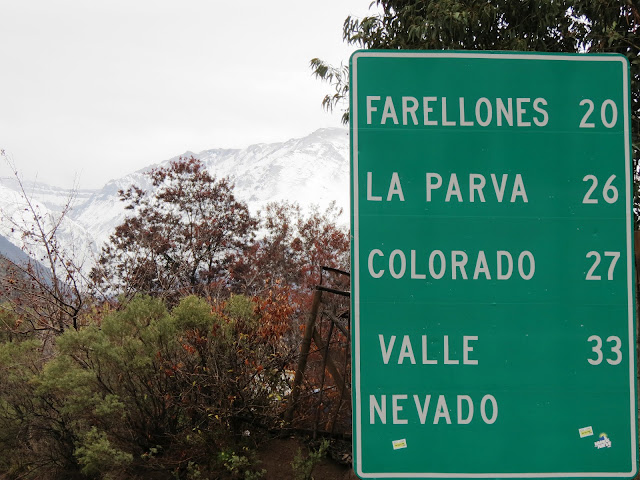 FARELLONES 20
LA PARVA 26
COLORADO 27
VALLE 33
NEVADO